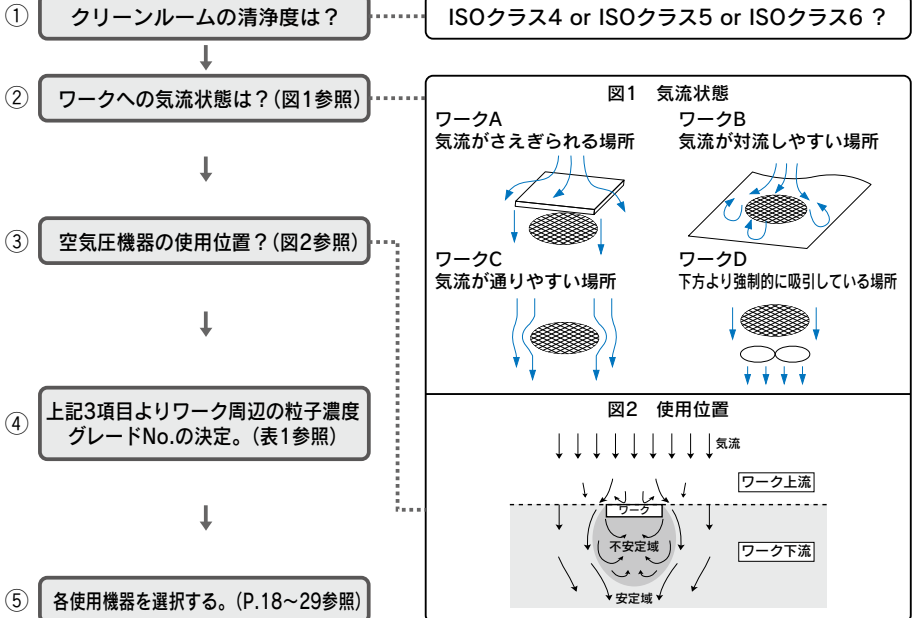 ① クリーンルームの清浄度は？
ISOクラス4 or ISOクラス5 or ISOクラス6 ？
② ワークへの気流状態は？(図1参照)
図1　気流状態
ワークA
気流がさえぎられる場所
ワークB
気流が対流しやすい場所
③ 空気圧機器の使用位置？(図2参照)
ワークC
気流が通りやすい場所
ワークD
下方より強制的に吸引している場所
④ 上記3項目よりワーク周辺の粒子濃度
グレードNo.の決定。(表1参照)
図2　使用位置
気流
ワーク上流
ワーク
不安定域
ワーク下流
安定域
⑤ 各使用機器を選択する。(P.18～29参照)